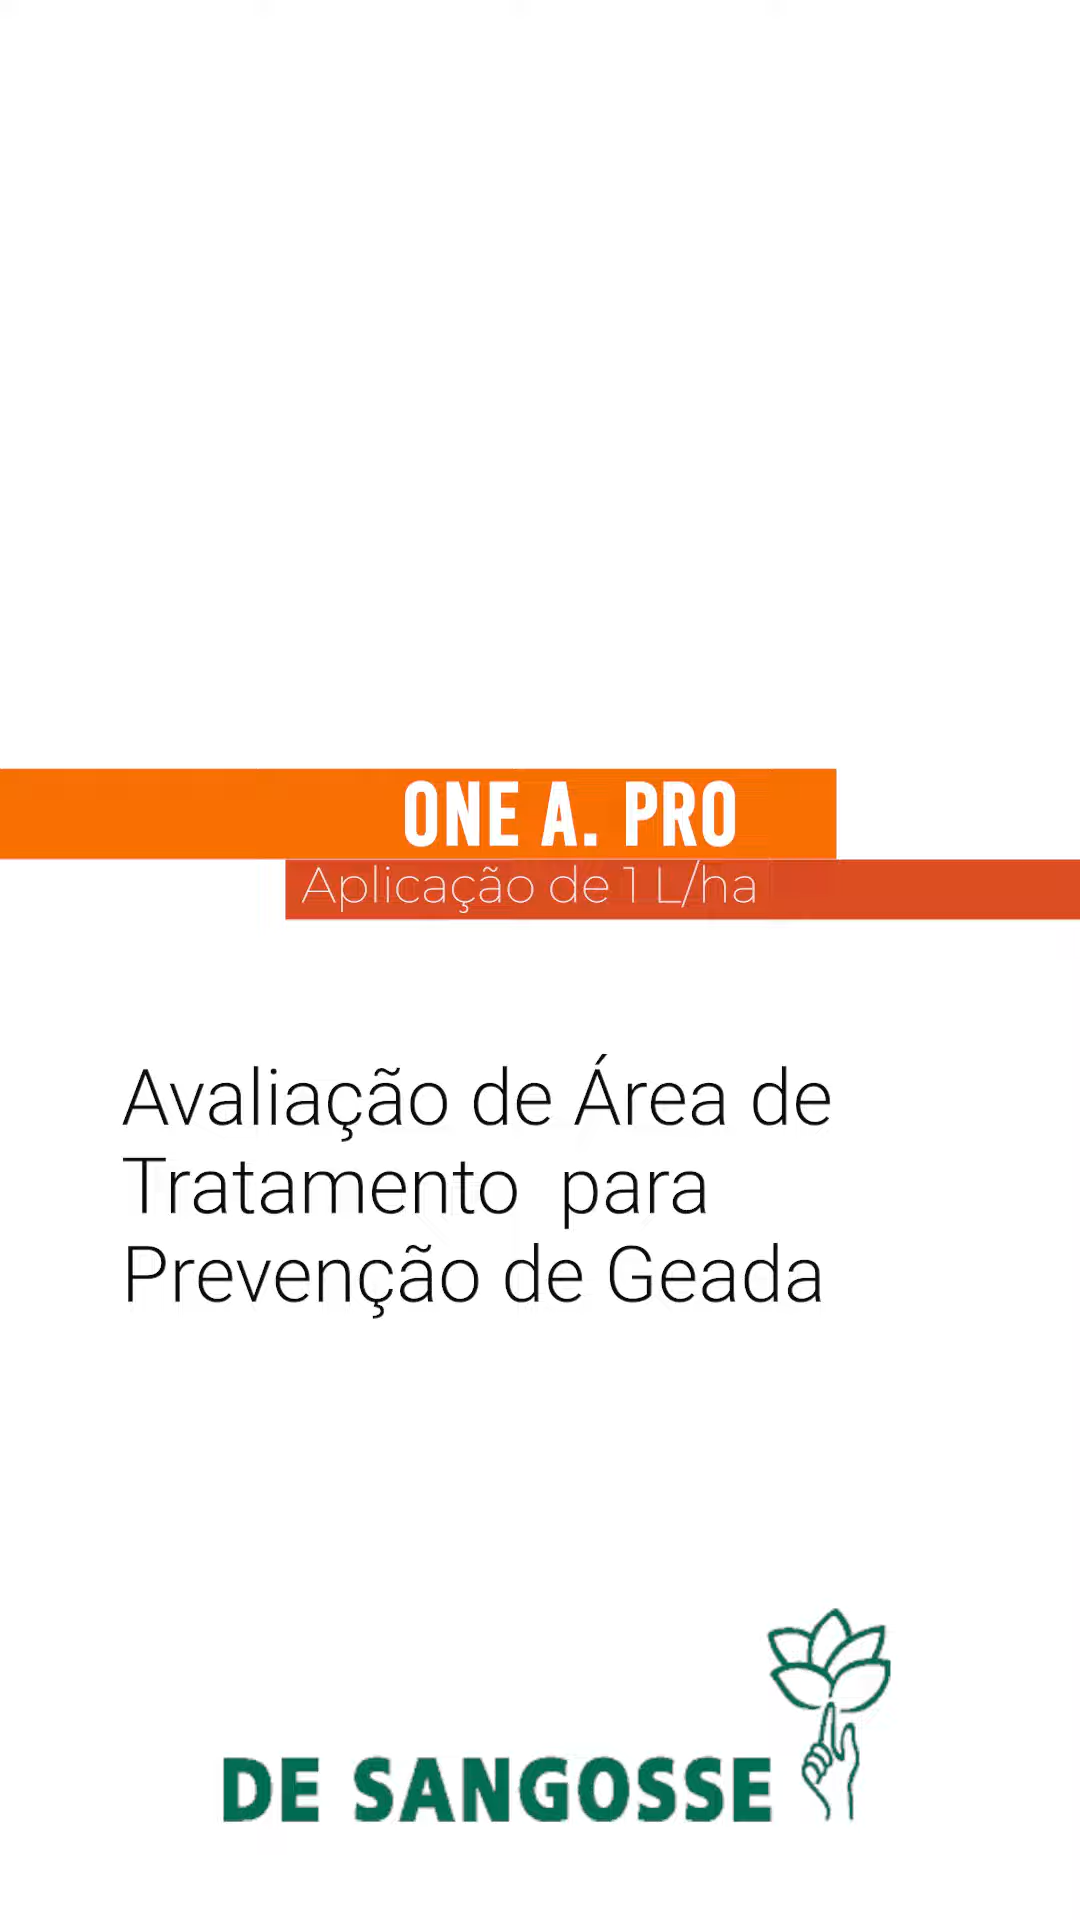 ONE A. PRO
Aplicação de 1 L/ha
Avaliação de Área de
Tratamento  para
Prevenção de Geada
DE SANGOSSE